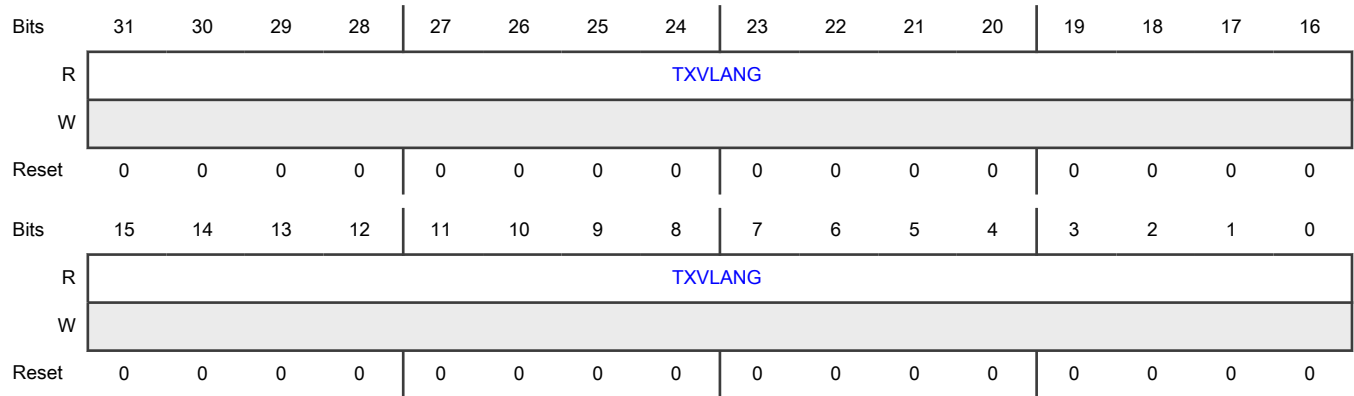 Bits 31 30 29 28 27 26 25 24 23 22 21 20 19 18 17 16
R TXVLANG
W
Reset 0 0 0 0 0 0 0 0 0 0 0 0 0 0 0 0
Bits 15 14 13 12 11 10 9 8 7 6 5 4 3 2 1 0
R TXVLANG
W
Reset 0 0 0 0 0 0 0 0 0 0 0 0 0 0 0 0